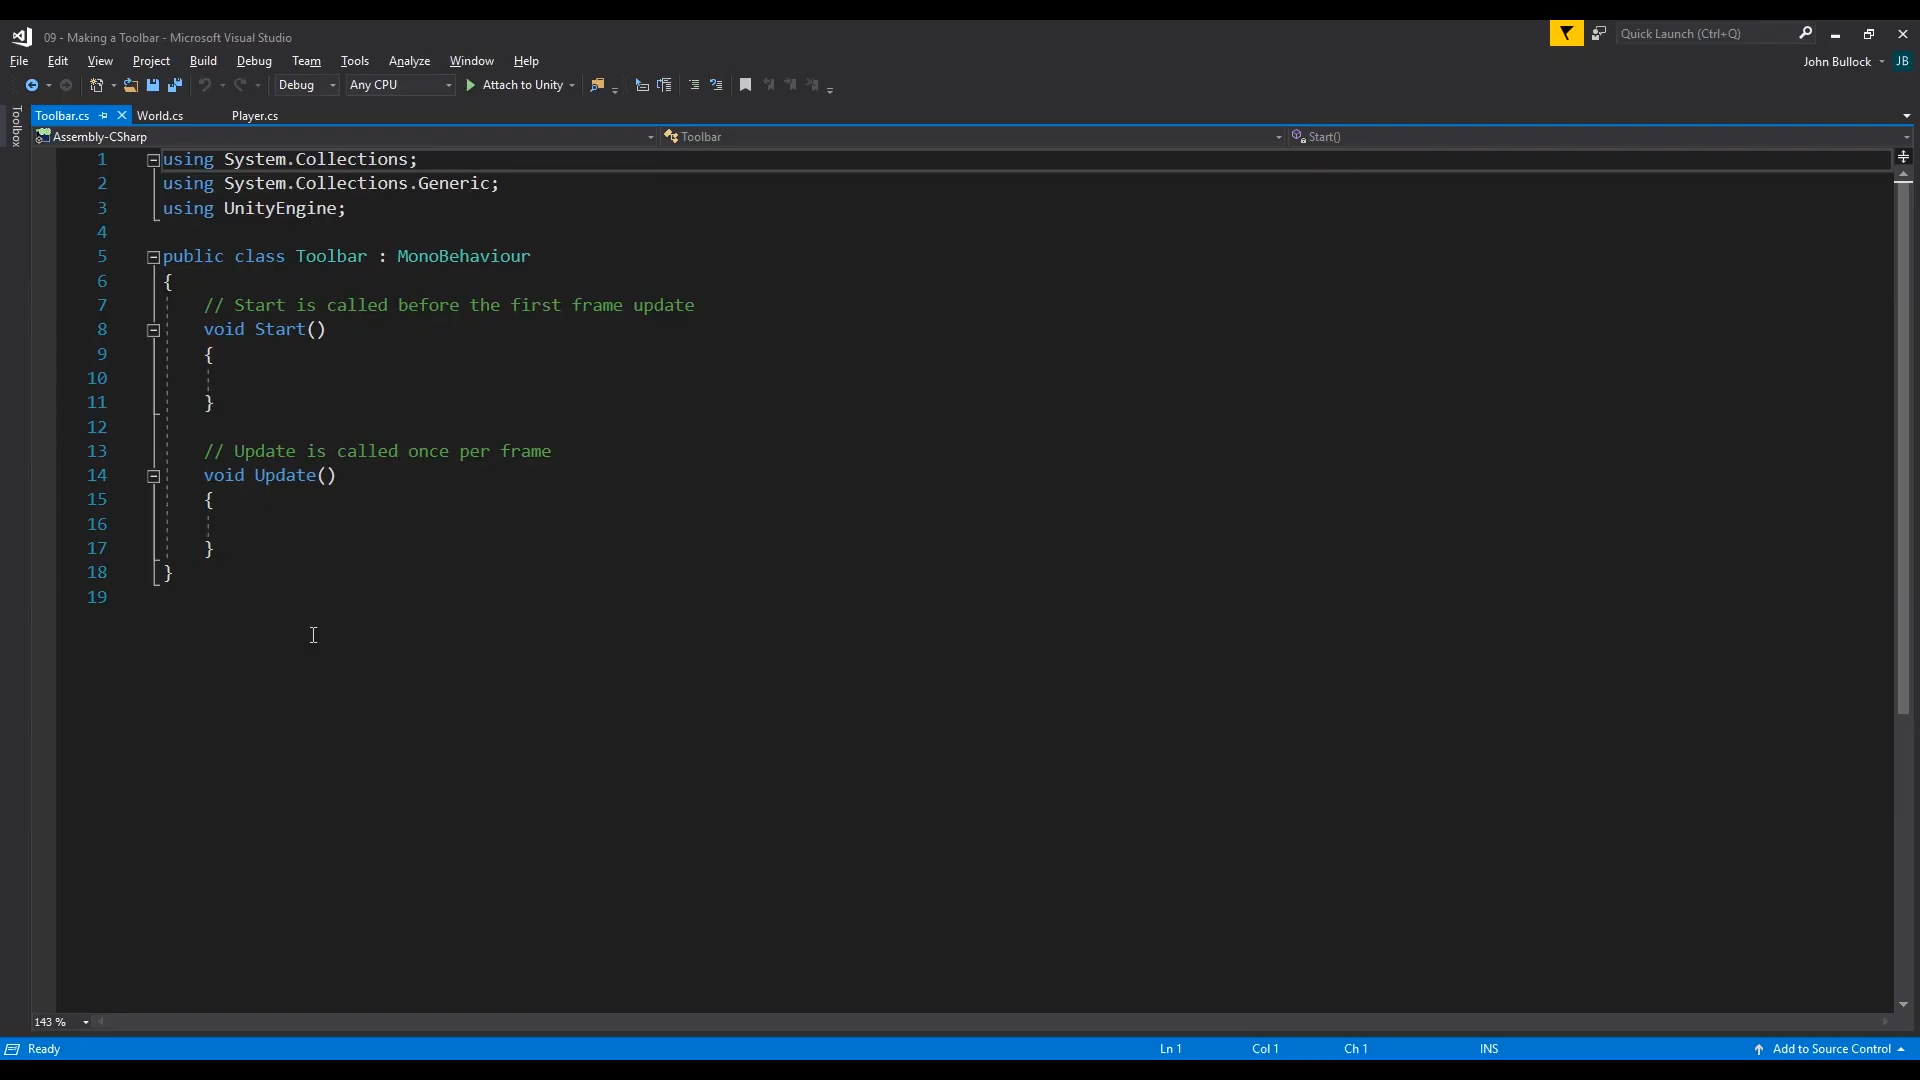 09 - Making a Toolbar - Microsoft Visual Studio
Quick Launch (Ctrl+Q)
File Edit View Project Build Debug Team Tools Analyze Window Help
John Bullock JB
Debug Any CPU Attach to Unity
Toolbox
Toolbar.cs World.cs Player.cs
Assembly-CSharp Toolbar Start()
1 using System.Collections;
2 using System.Collections.Generic;
3 using UnityEngine;
4
5 public class Toolbar : MonoBehaviour
6 {
7 // Start is called before the first frame update
8 void Start()
9 {
10
11 }
12
13 // Update is called once per frame
14 void Update()
15 {
16
17 }
18 }
19
143 %
Ready Ln 1 Col 1 Ch 1 INS Add to Source Control